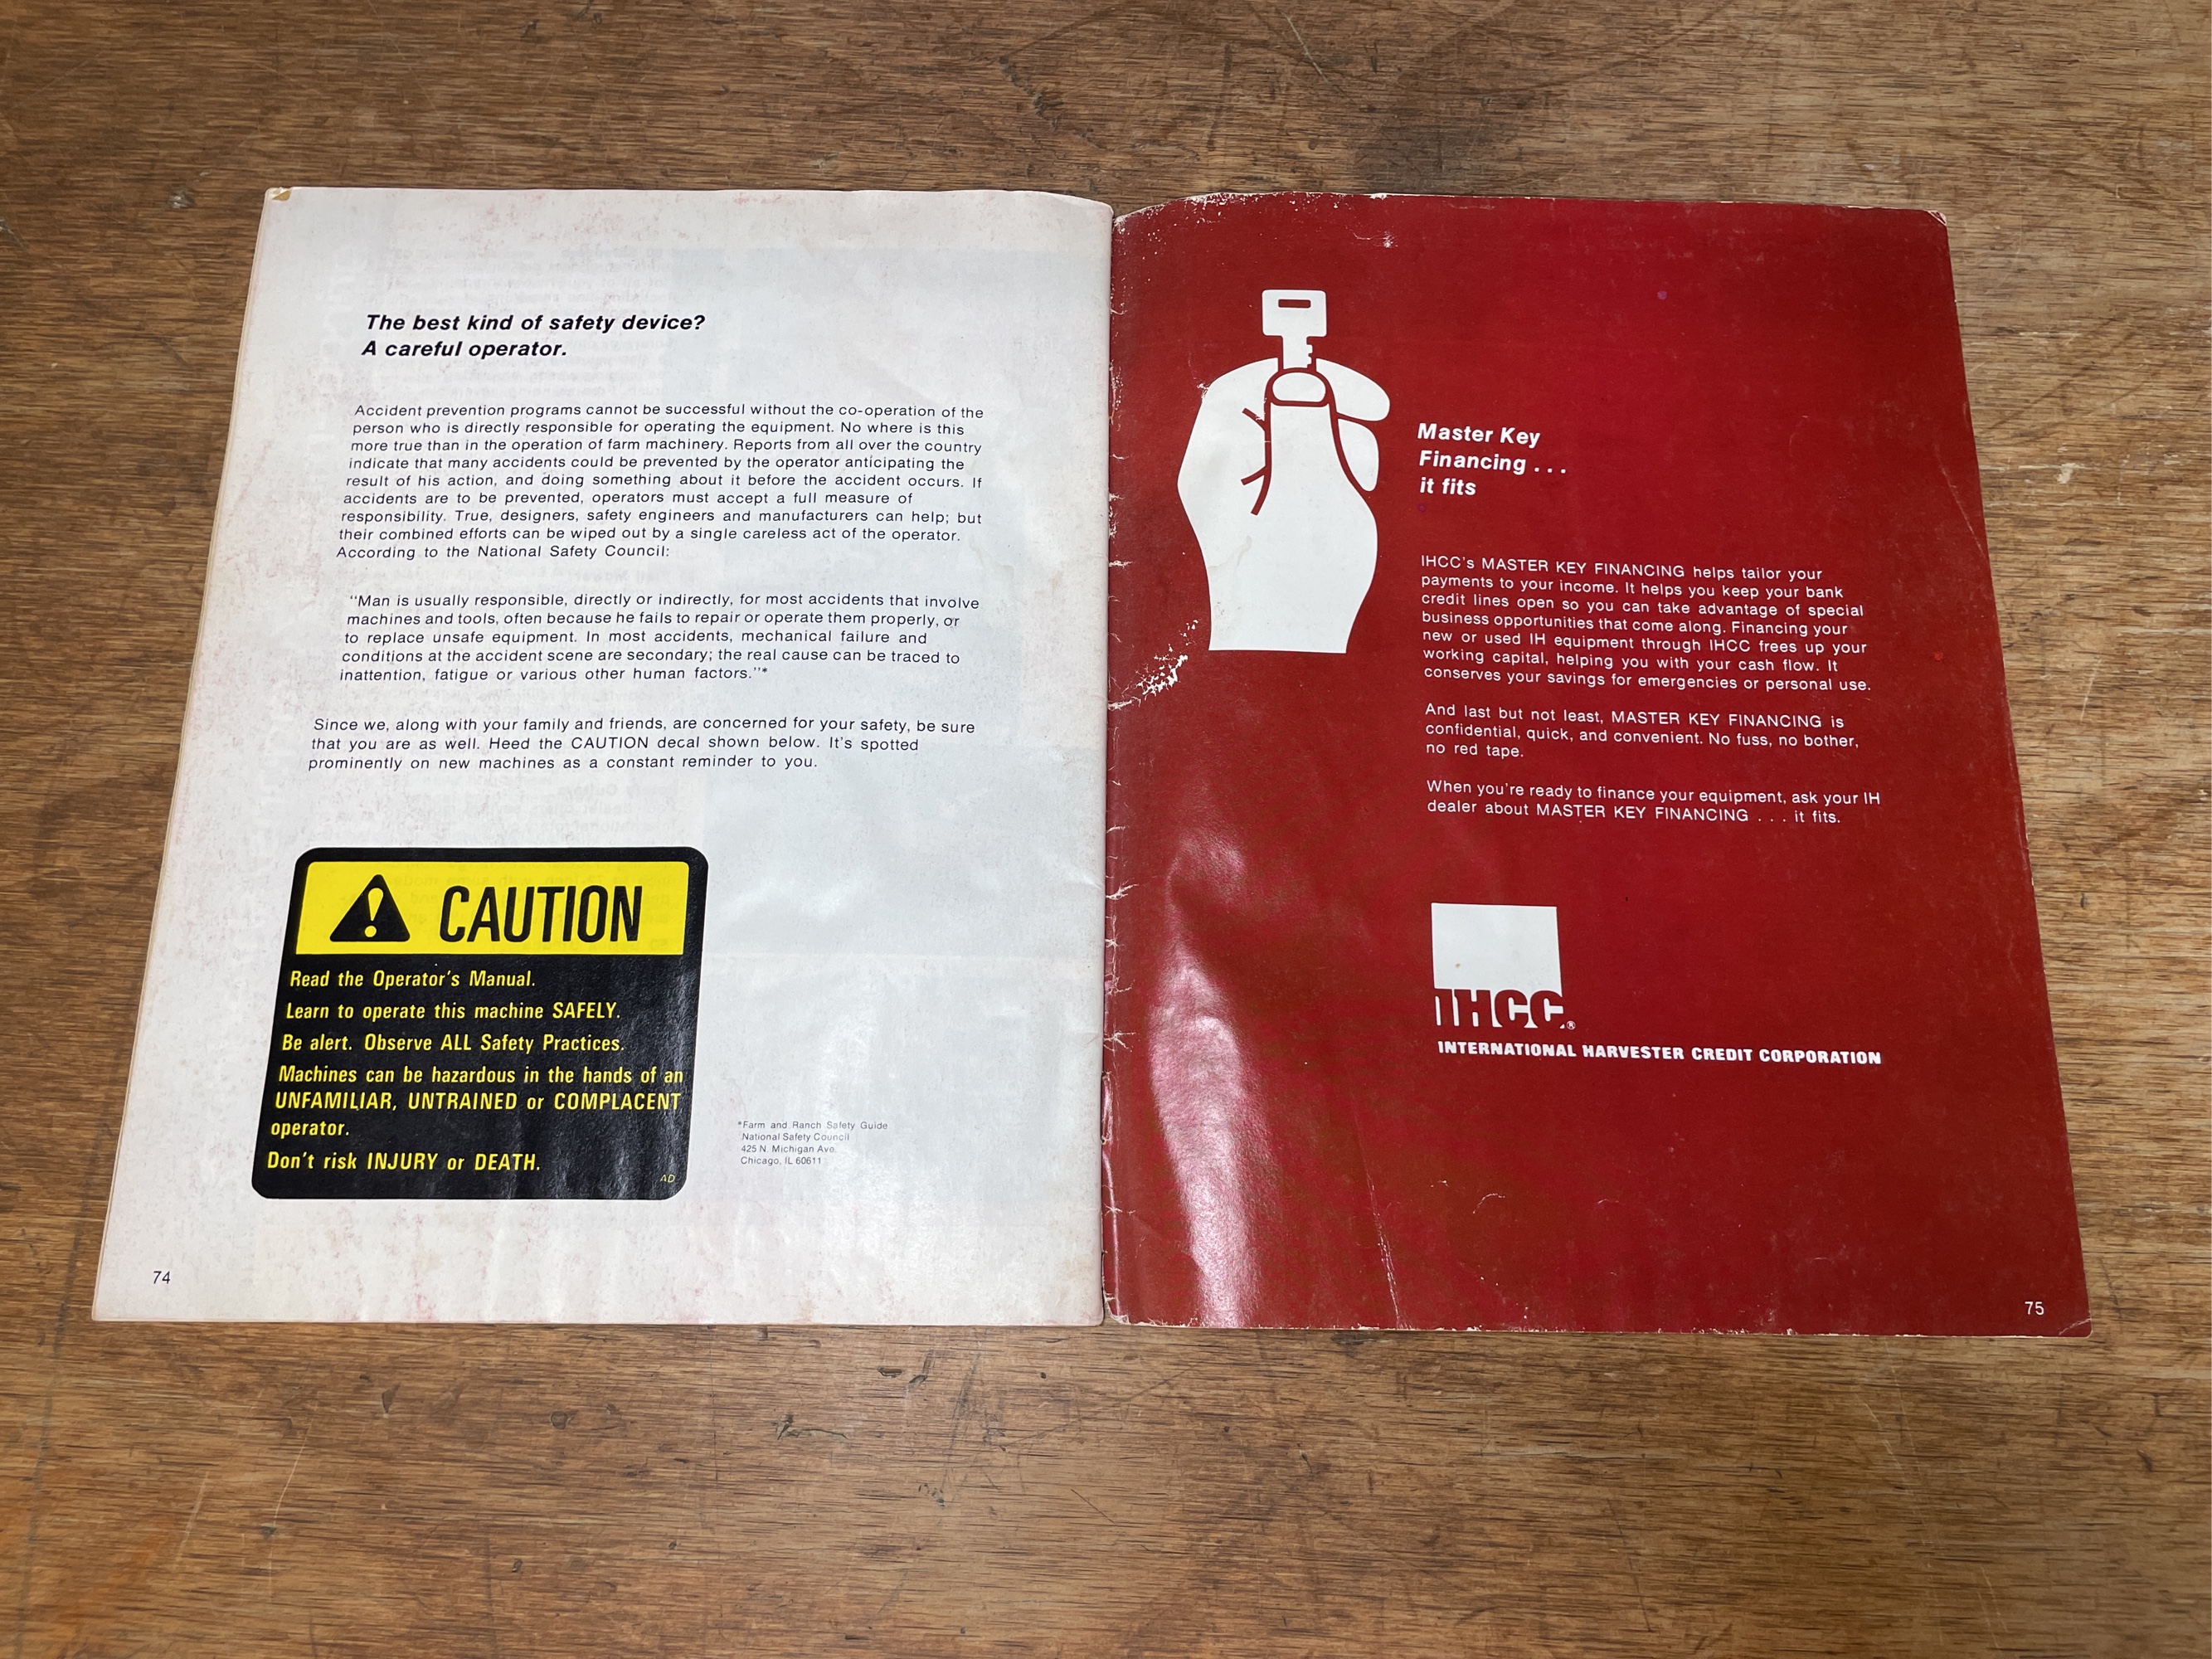 The best kind of safety device?
A careful operator.
Accident prevention programs cannot be successful without the co-operation of the
person who is directly responsible for operating the equipment. No where is this
more true than in the operation of farm machinery. Reports from all over the country
indicate that many accidents could be prevented by the operator anticipating the
result of his action, and doing something about it before the accident occurs. If
accidents are to be prevented, operators must accept a full measure of
responsibility. True, designers, safety engineers and manufacturers can help; but
their combined efforts can be wiped out by a single careless act of the operator.
According to the National Safety Council:
"Man is usually responsible, directly or indirectly, for most accidents that involve
machines and tools, often because he fails to repair or operate them properly, or
to replace unsafe equipment. In most accidents, mechanical failure and
conditions at the accident scene are secondary; the real cause can be traced to
inattention, fatigue or various other human factors."*
Since we, along with your family and friends, are concerned for your safety, be sure
that you are as well. Heed the CAUTION decal shown below. It's spotted
prominently on new machines as a constant reminder to you.
CAUTION
Read the Operator's Manual.
Learn to operate this machine SAFELY.
Be alert. Observe ALL Safety Practices.
Machines can be hazardous in the hands of an
UNFAMILIAR, UNTRAINED or COMPLACENT
operator.
Don't risk INJURY or DEATH.
AD
*Farm and Ranch Safety Guide
National Safety Council
425 N. Michigan Ave.
Chicago, IL 60611
74
Master Key
Financing . . .
it fits
IHCC's MASTER KEY FINANCING helps tailor your
payments to your income. It helps you keep your bank
credit lines open so you can take advantage of special
business opportunities that come along. Financing your
new or used IH equipment through IHCC frees up your
working capital, helping you with your cash flow. It
conserves your savings for emergencies or personal use.
And last but not least, MASTER KEY FINANCING is
confidential, quick, and convenient. No fuss, no bother,
no red tape.
When you're ready to finance your equipment, ask your IH
dealer about MASTER KEY FINANCING . . . it fits.
IHCC®
INTERNATIONAL HARVESTER CREDIT CORPORATION
75